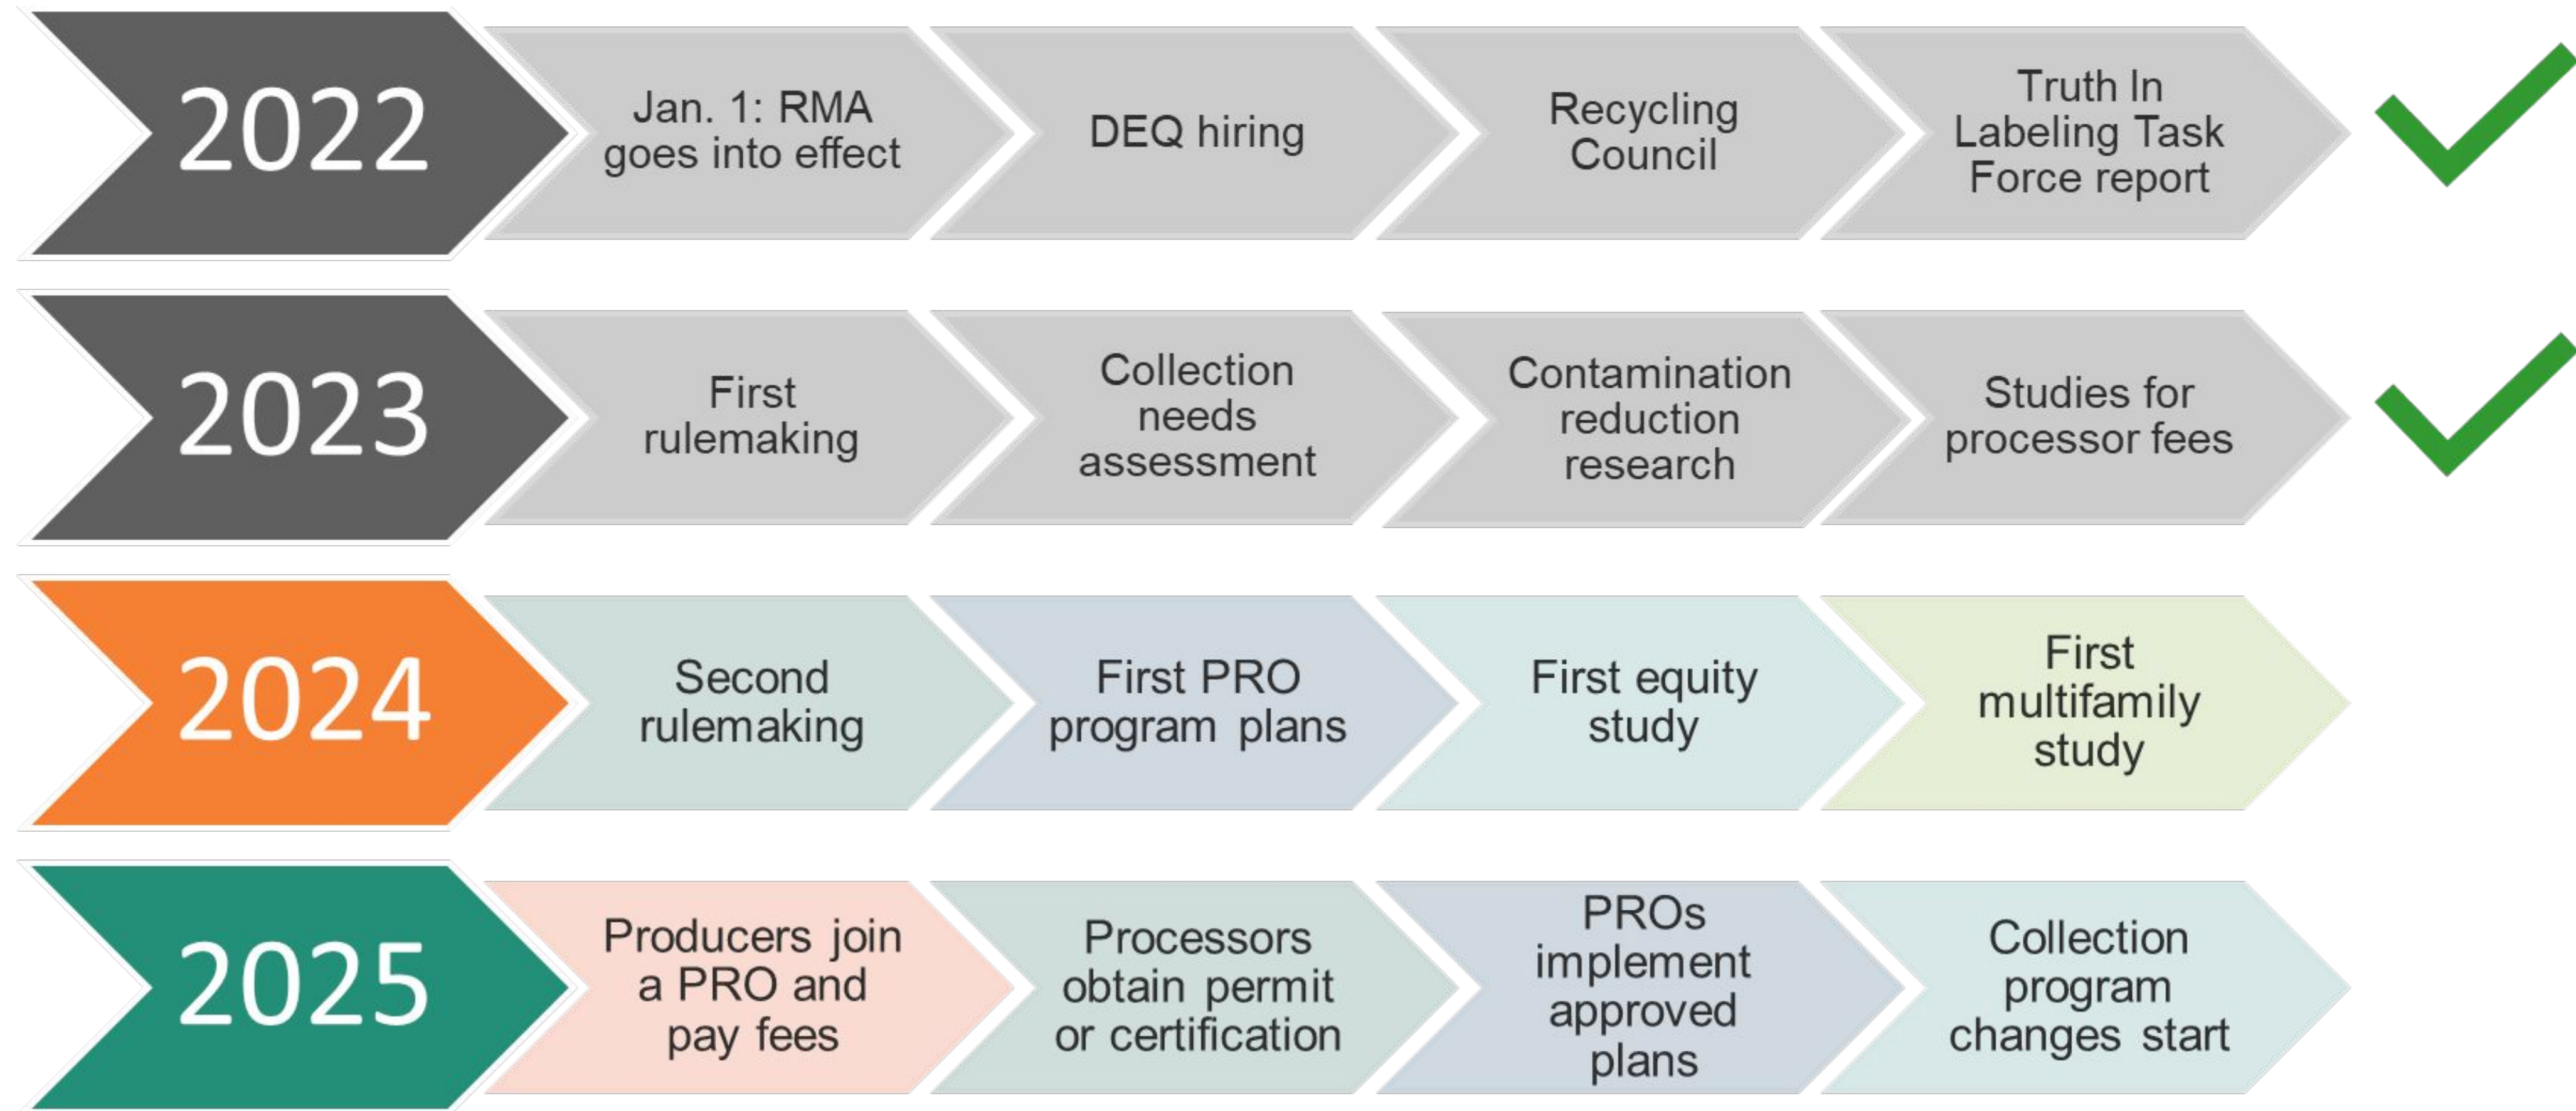 2022
Jan. 1: RMA
goes into effect
DEQ hiring
Recycling
Council
Truth In
Labeling Task
Force report
2023
First
rulemaking
Collection
needs
assessment
Contamination
reduction
research
Studies for
processor fees
2024
Second
rulemaking
First PRO
program plans
First equity
study
First
multifamily
study
2025
Producers join
a PRO and
pay fees
Processors
obtain permit
or certification
PROs
implement
approved
plans
Collection
program
changes start